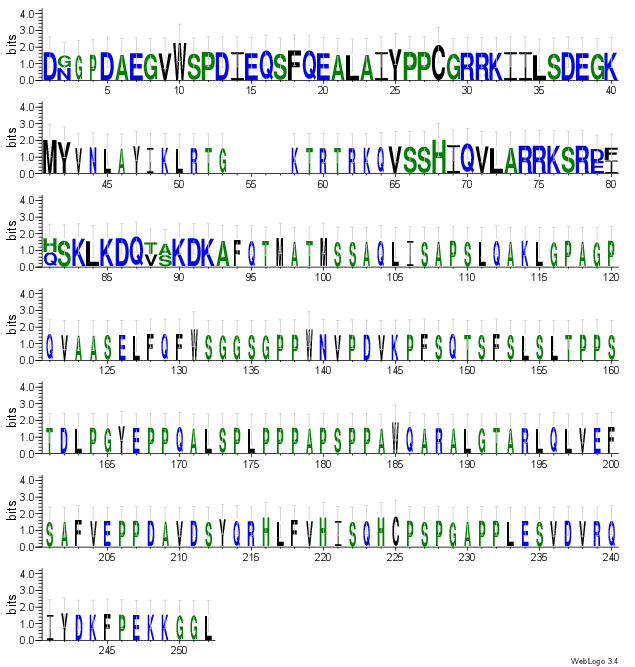 4.0
3.0
bits
2.0
1.0
0.0
DGGPDAEGVWSPDIEQSFQEALAIYPPCGRRKIILSDEGK
N
5 10 15 20 25 30 35 40
4.0
3.0
bits
2.0
1.0
0.0
MYVNLAYIKLRTG KTRTRKQVSSHIQVLARRKSRDF
EI
45 50 55 60 65 70 75 80
4.0
3.0
bits
2.0
1.0
0.0
HSKLKDQTAKDKAFQTMATMSSAQLISAPSLQAKLGPAGP
Q VS
85 90 95 100 105 110 115 120
4.0
3.0
bits
2.0
1.0
0.0
QVAASELFQFWSGGSGPPWNVPDVKPFSQTSFSLSLTPPS
125 130 135 140 145 150 155 160
4.0
3.0
bits
2.0
1.0
0.0
TDLPGYEPPQALSPLPPPAPSPPAWQARALGTARLQLVEF
165 170 175 180 185 190 195 200
4.0
3.0
bits
2.0
1.0
0.0
SAFVEPPDAVDSYQRHLFVHISQHCPSPGAPPLESVDVRQ
205 210 215 220 225 230 235 240
4.0
3.0
bits
2.0
1.0
0.0
IYDKFPEKKGGL
245 250
WebLogo 3.4